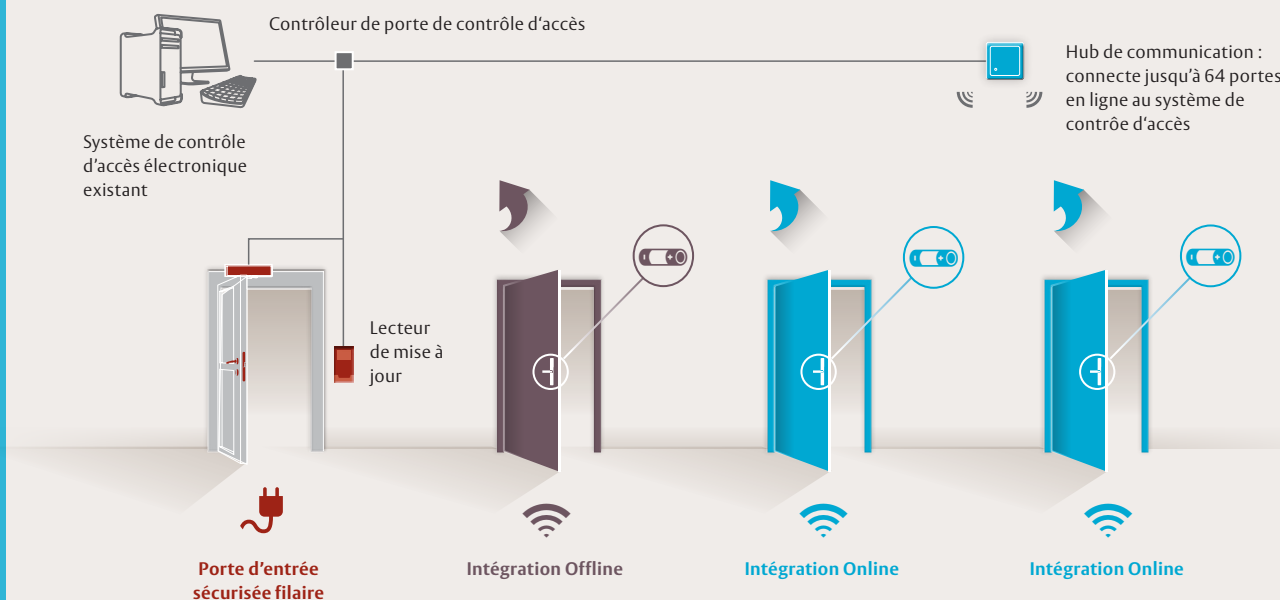 Contrôleur de porte de contrôle d‘accès
Hub de communication :
connecte jusqu’à 64 portes
en ligne au système de
contrôe d‘accès
Système de contrôle
d’accès électronique
existant
Lecteur
de mise à
jour
Porte d’entrée
sécurisée filaire
Intégration Offline
Intégration Online
Intégration Online